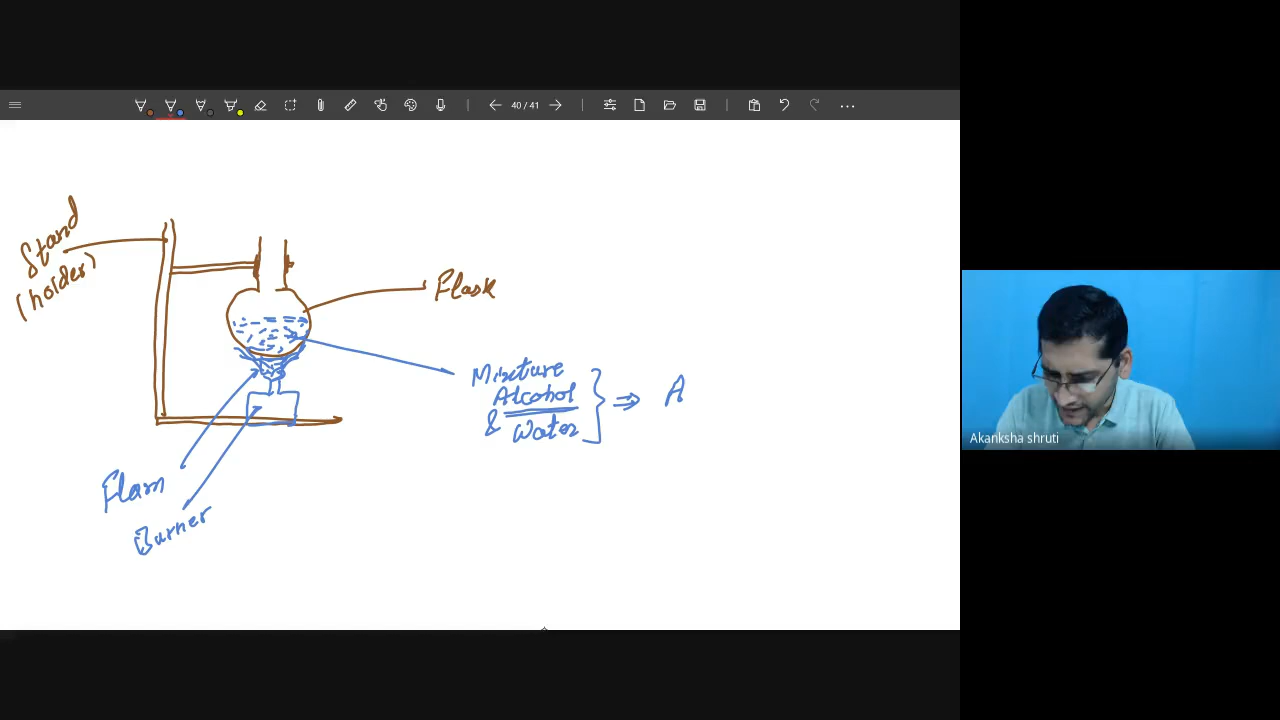 40 / 41
Stand
(holder)
Flask
Mixture
Alcohol
& Water
} ⇒ A
Flam
Burner
Akanksha shruti